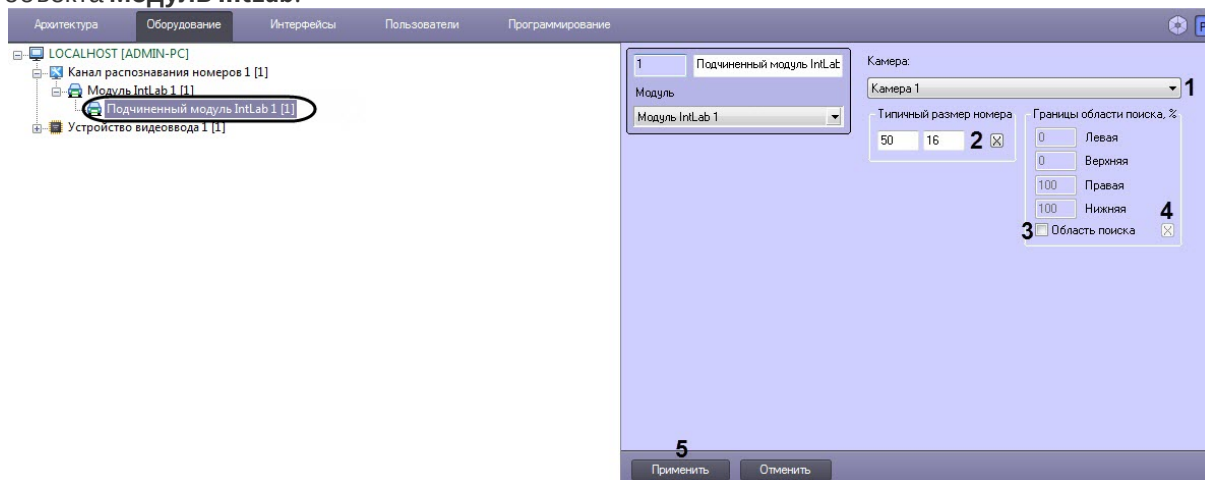 объекта Модуль IntLab.
Архитектура Оборудование Интерфейсы Пользователи Программирование
LOCALHOST [ADMIN-PC]
Канал распознавания номеров 1 [1]
Модуль IntLab 1 [1]
Подчиненный модуль IntLab 1 [1]
Устройство видеоввода 1 [1]
1 Подчиненный модуль IntLab
Модуль
Модуль IntLab 1
Камера:
Камера 1 1
Типичный размер номера
50 16 2
Границы области поиска, %
0 Левая
0 Верхняя
100 Правая
100 Нижняя 4
3 Область поиска
5
Применить Отменить